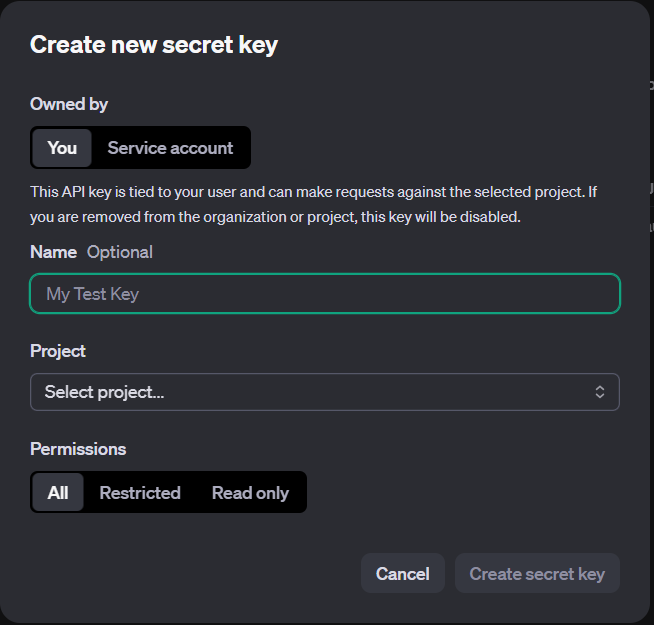 Create new secret key
Owned by
You Service account
This API key is tied to your user and can make requests against the selected project. If
you are removed from the organization or project, this key will be disabled.
Name Optional
My Test Key
Project
Select project...
Permissions
All Restricted Read only
Cancel Create secret key